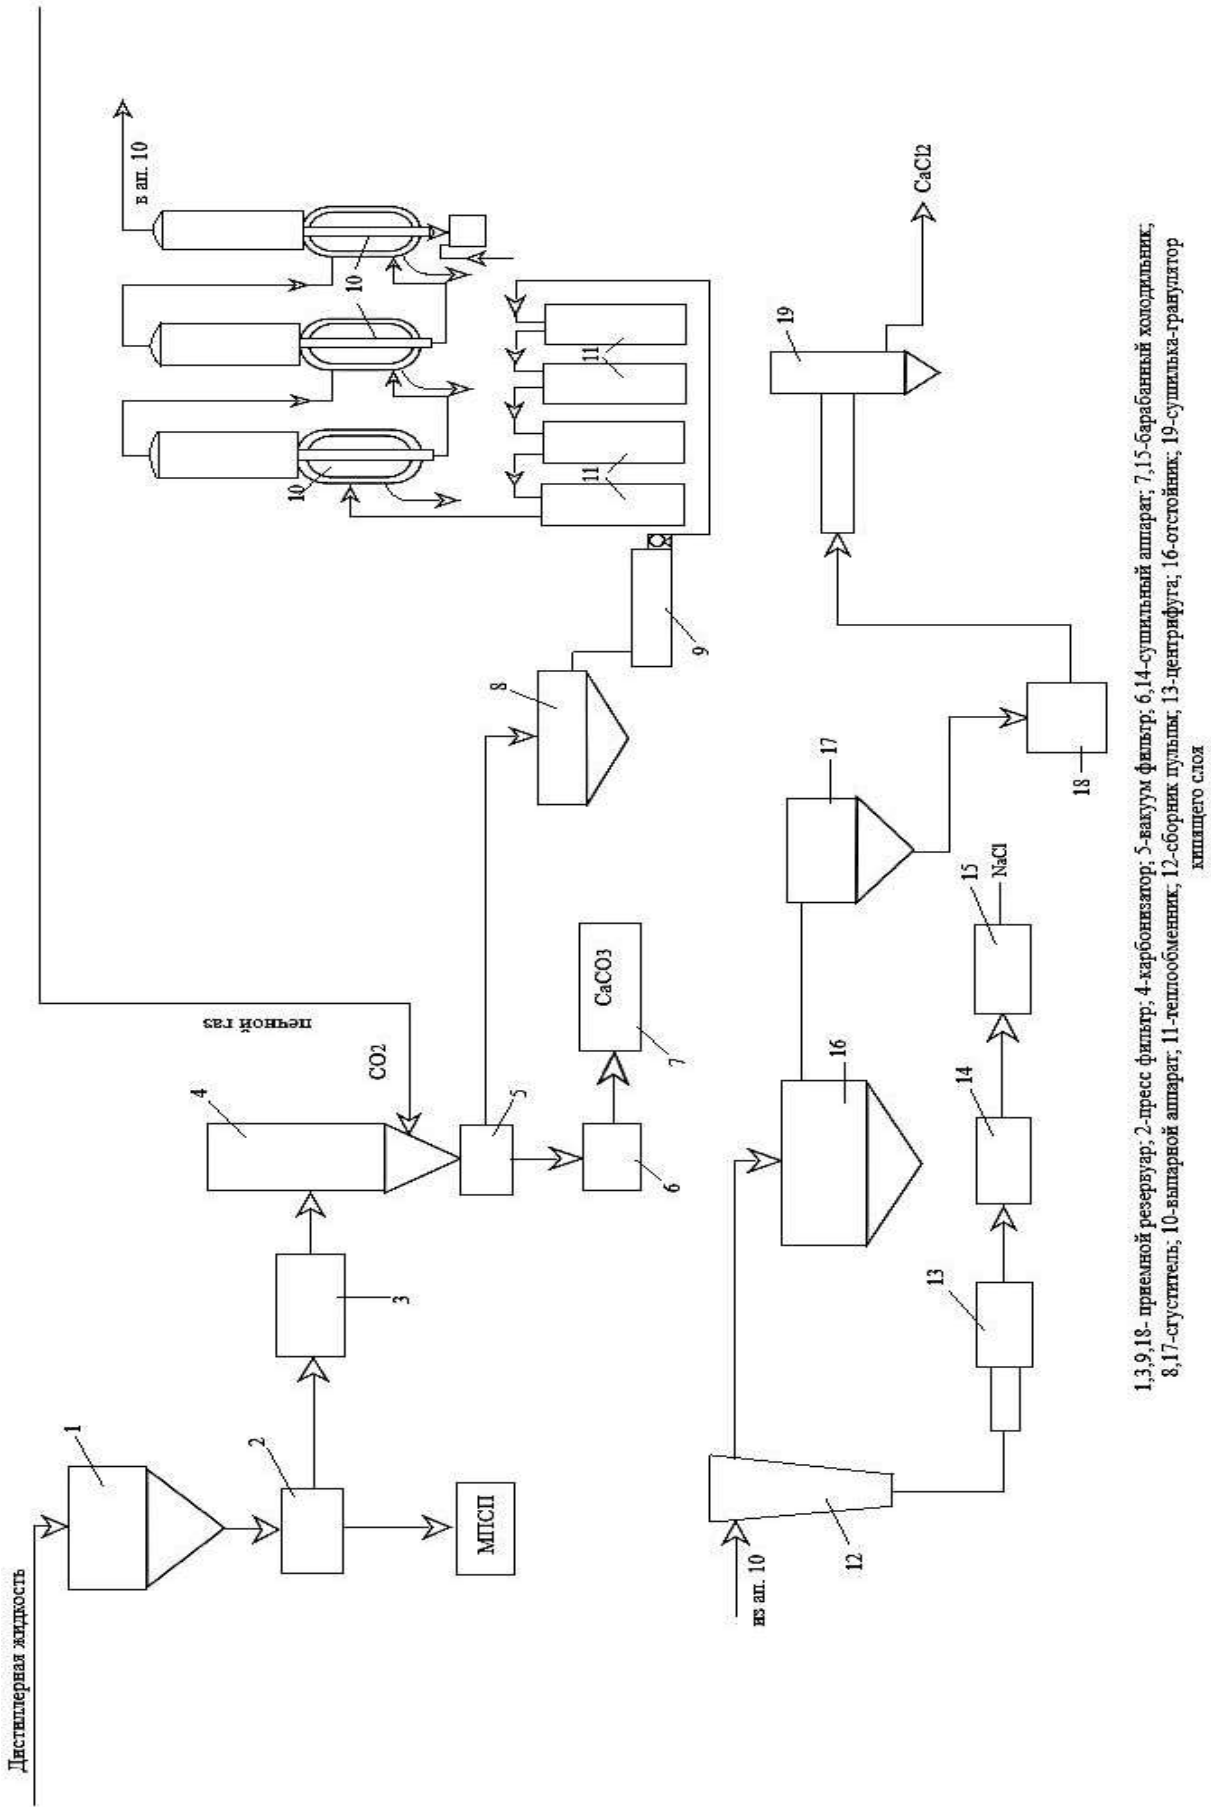 Дистиллерная жидкость
1
2
МПСП
3
4
печной газ
CO2
5
6
7
CaCO3
8
9
10
10
10
в ап. 10
11
11
из ап. 10
12
13
14
15
NaCl
16
17
18
19
CaCl2
1,3,9,18- приемной резервуар; 2-пресс фильтр; 4-карбонизатор; 5-вакуум фильтр; 6,14-сушильный аппарат; 7,15-барабанный холодильник;
8,17-сгуститель; 10-выпарной аппарат; 11-теплообменник; 12-сборник пульпы; 13-центрифуга; 16-отстойник; 19-сушилька-гранулятор
кипящего слоя